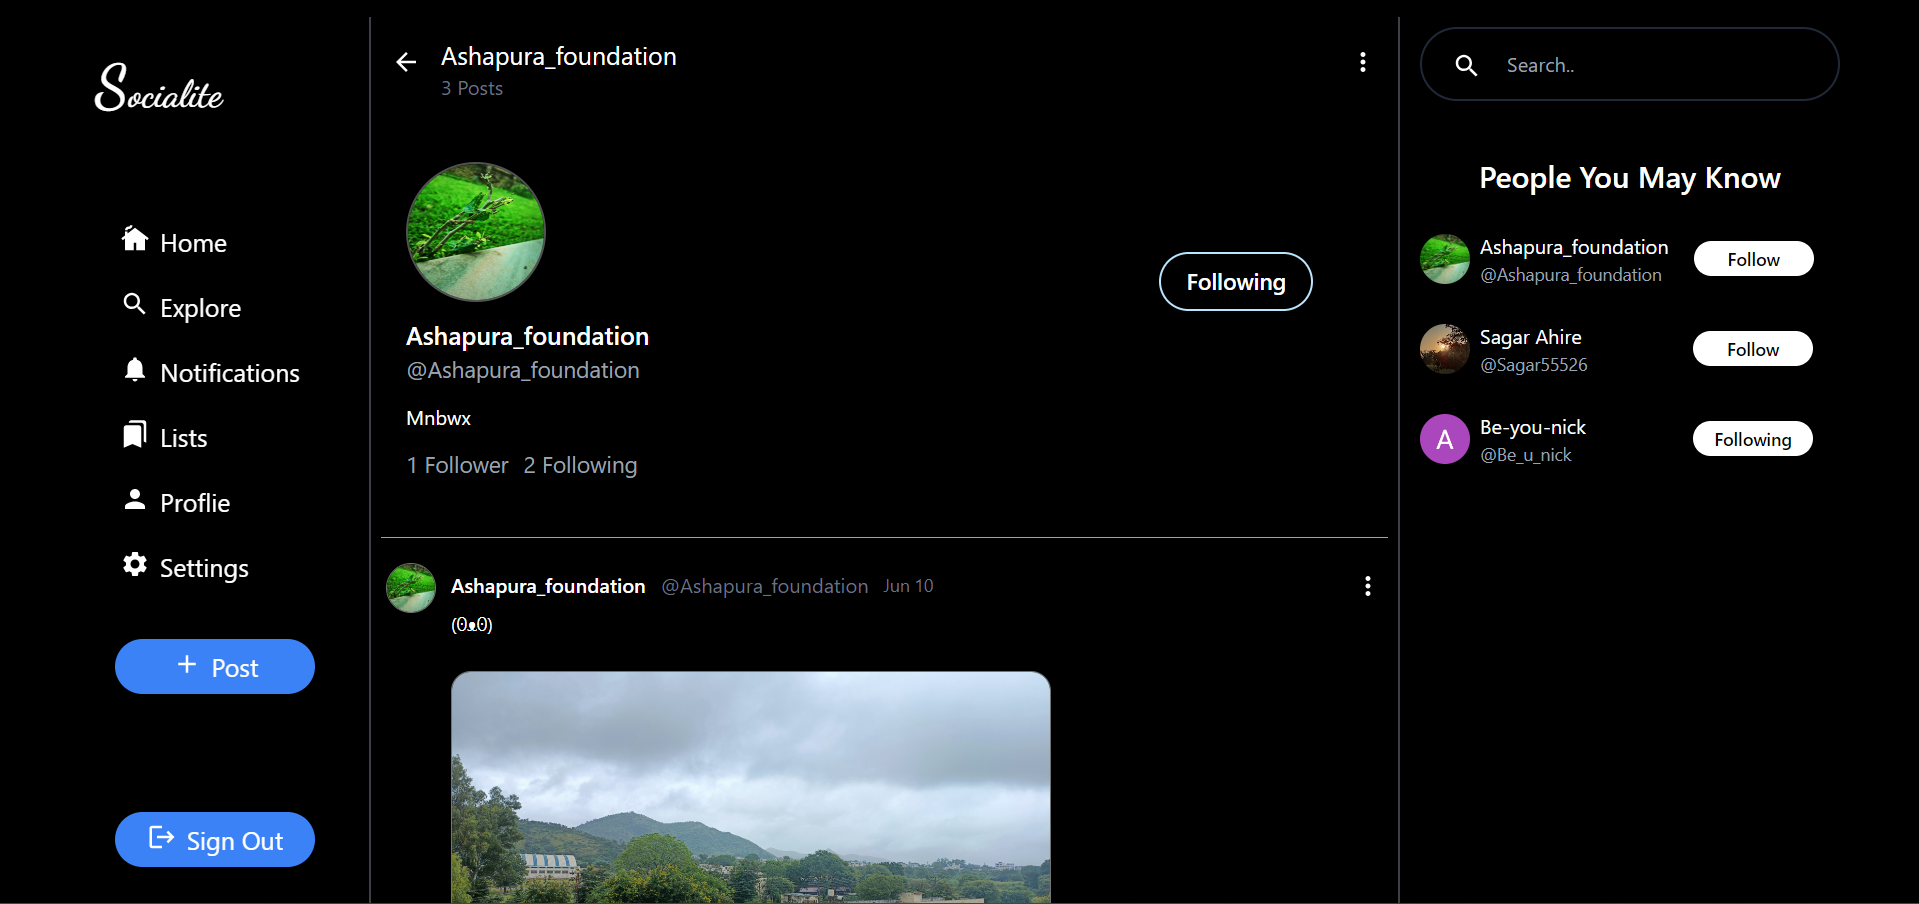 Socialite
Home
Explore
Notifications
Lists
Proflie
Settings
Post
Sign Out
Ashapura_foundation
3 Posts
Following
Ashapura_foundation
@Ashapura_foundation
Mnbwx
1 Follower 2 Following
Ashapura_foundation @Ashapura_foundation Jun 10
Search..
People You May Know
Ashapura_foundation
@Ashapura_foundation
Follow
Sagar Ahire
@Sagar55526
Follow
A
Be-you-nick
@Be_u_nick
Following